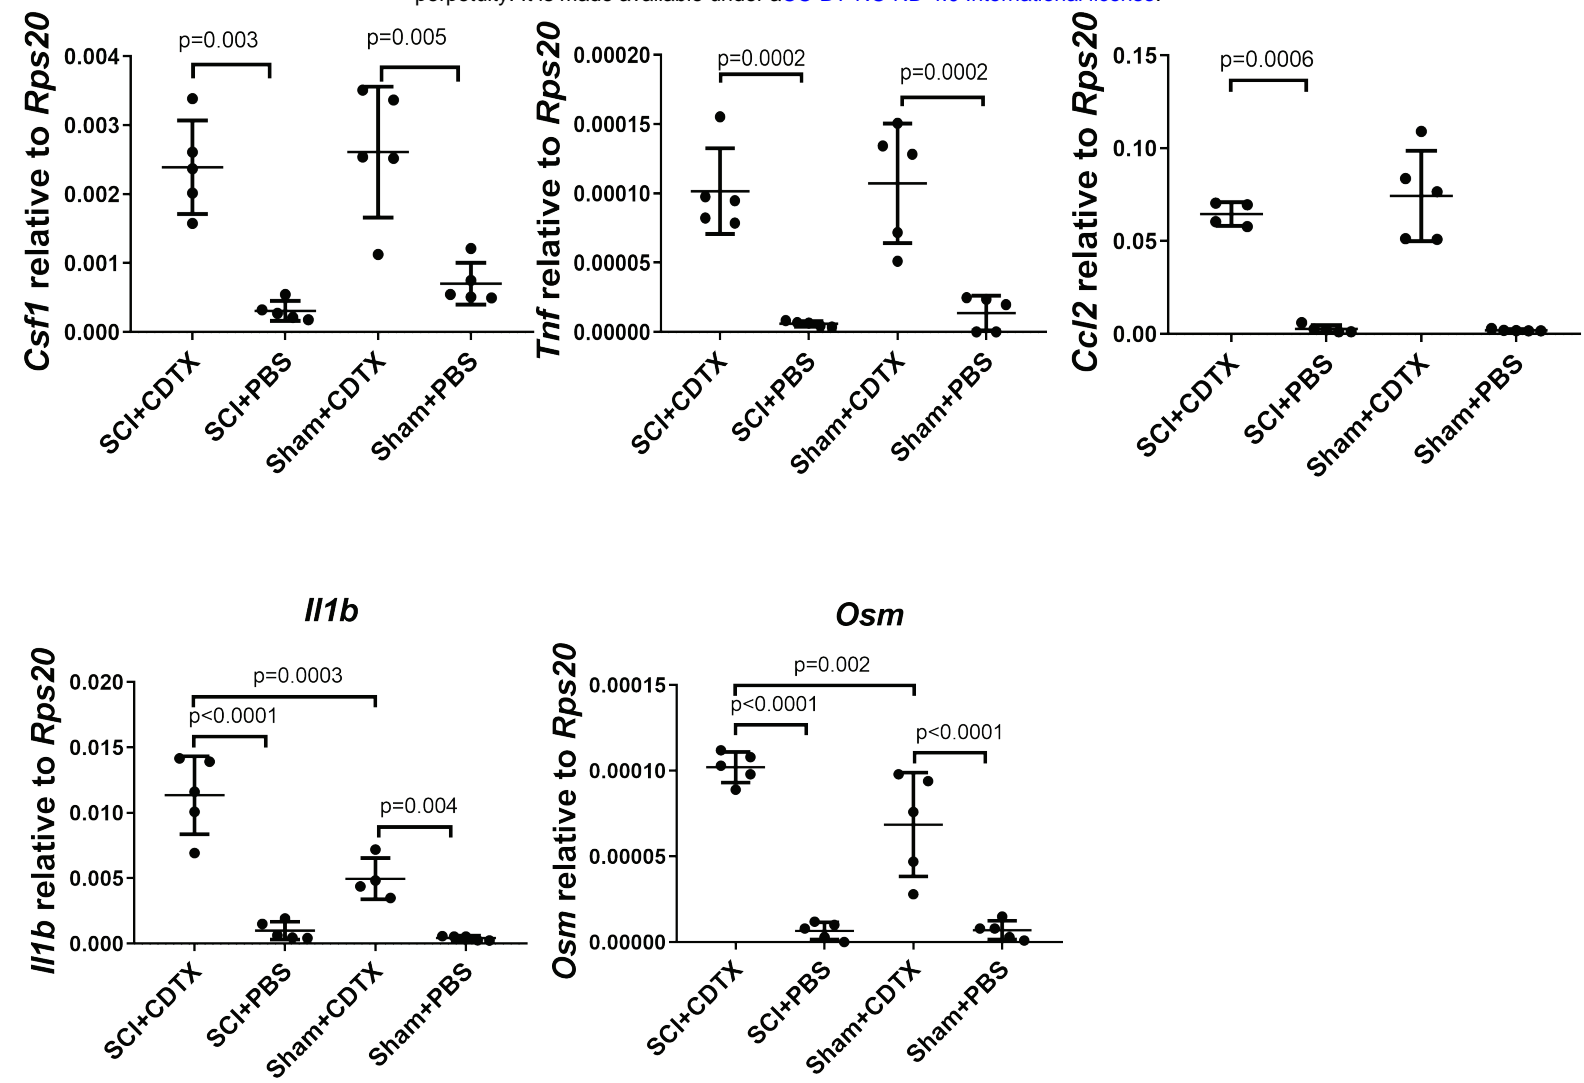 Csf1 relative to Rps20
p=0.003
p=0.005
0.004
0.003
0.002
0.001
0.000
SCI+CDTX
SCI+PBS
Sham+CDTX
Sham+PBS
Tnf relative to Rps20
p=0.0002
p=0.0002
0.00020
0.00015
0.00010
0.00005
0.00000
SCI+CDTX
SCI+PBS
Sham+CDTX
Sham+PBS
Ccl2 relative to Rps20
p=0.0006
0.15
0.10
0.05
0.00
SCI+CDTX
SCI+PBS
Sham+CDTX
Sham+PBS
Il1b
Il1b relative to Rps20
p=0.0003
p<0.0001
p=0.004
0.020
0.015
0.010
0.005
0.000
SCI+CDTX
SCI+PBS
Sham+CDTX
Sham+PBS
Osm
Osm relative to Rps20
p=0.002
p<0.0001
p<0.0001
0.00015
0.00010
0.00005
0.00000
SCI+CDTX
SCI+PBS
Sham+CDTX
Sham+PBS